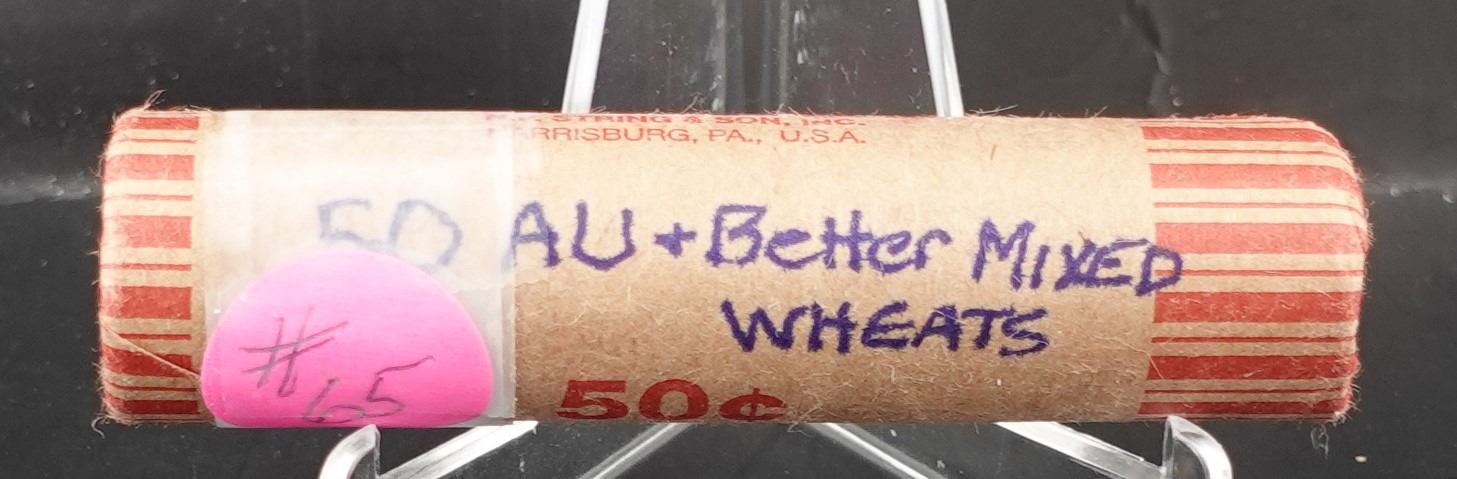 STRING & SON, INC.
HARRISBURG, PA., U.S.A.
50 AU + Better MIXED
WHEATS
50¢
#65